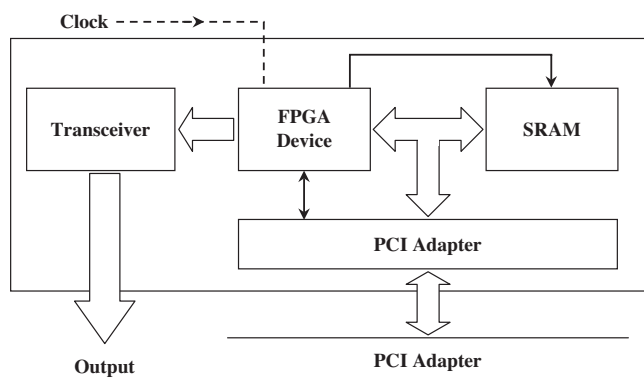 Clock
Transceiver
FPGA
Device
SRAM
PCI Adapter
Output
PCI Adapter